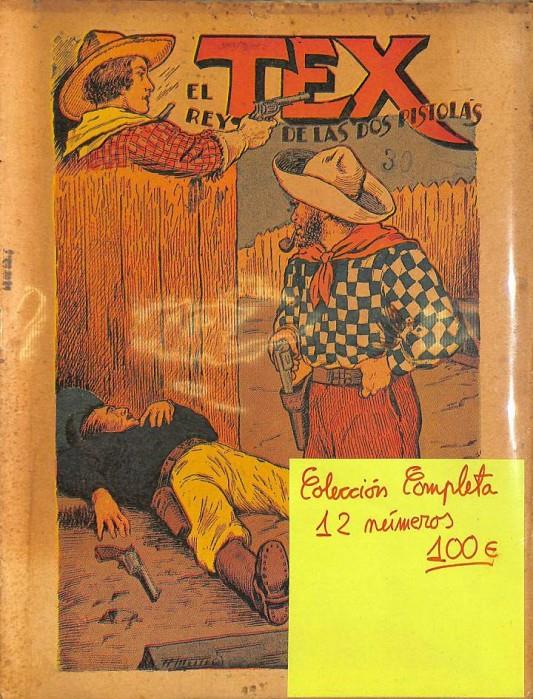 TEX
EL REY DE LAS DOS PISTOLAS
30
Colección Completa
12 números
100€